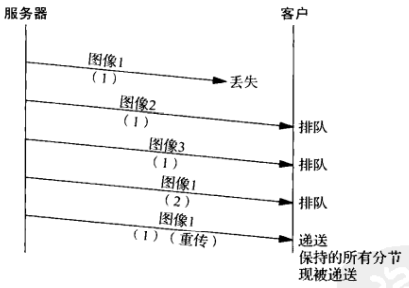 服务器
客户
图像1
(1)
丢失
图像2
(1)
排队
图像3
(1)
排队
图像1
(2)
排队
图像1
(1)(重传)
递送
保持的所有分节
现被递送